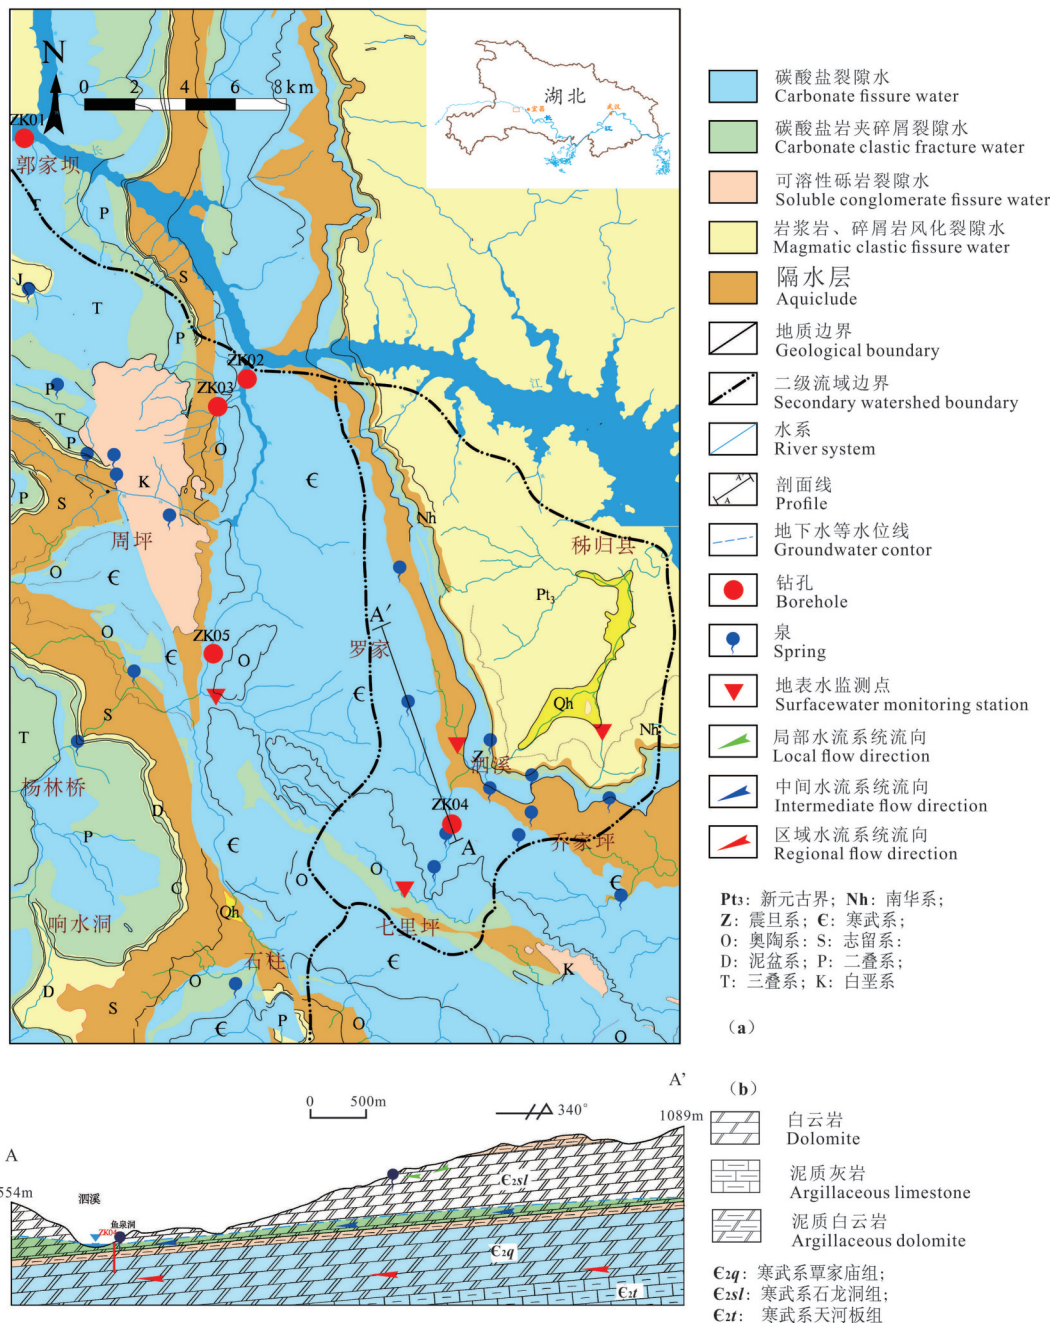 N
0 2 4 6 8 km
ZK01
郭家坝
长
T
P
S
J
T
P
湖北
宜昌
武汉
长
江
ZK02
ZK03
江
P
T
P
O
Є
K
S
P
Nh
周坪
秭归县
O
Є
Pt₃
A′
O
ZK05
罗家
Є
O
Є
S
Qh
Nh
T
Z
泗溪
杨林桥
D
ZK04
P
A
乔家坪
Є
O
O
Є
C
Qh
七里坪
响水洞
石柱
Є
K
D
S
O
Є
P
O
O
碳酸盐裂隙水
Carbonate fissure water
碳酸盐岩夹碎屑裂隙水
Carbonate clastic fracture water
可溶性砾岩裂隙水
Soluble conglomerate fissure water
岩浆岩、碎屑岩风化裂隙水
Magmatic clastic fissure water
隔水层
Aquiclude
地质边界
Geological boundary
二级流域边界
Secondary watershed boundary
水系
River system
A A′
剖面线
Profile
地下水等水位线
Groundwater contor
钻孔
Borehole
泉
Spring
地表水监测点
Surfacewater monitoring station
局部水流系统流向
Local flow direction
中间水流系统流向
Intermediate flow direction
区域水流系统流向
Regional flow direction
Pt₃: 新元古界; Nh: 南华系;
Z: 震旦系; Є: 寒武系;
O: 奥陶系: S: 志留系:
D: 泥盆系; P: 二叠系;
T: 三叠系; K: 白垩系
(a)
A'
0 500m
340°
1089m
A
554m
泗溪
鱼泉洞
ZK04
Є₂sl
Є₂q
Є₂t
(b)
白云岩
Dolomite
泥质灰岩
Argillaceous limestone
泥质白云岩
Argillaceous dolomite
Є₂q: 寒武系覃家庙组;
Є₂sl: 寒武系石龙洞组;
Є₂t: 寒武系天河板组